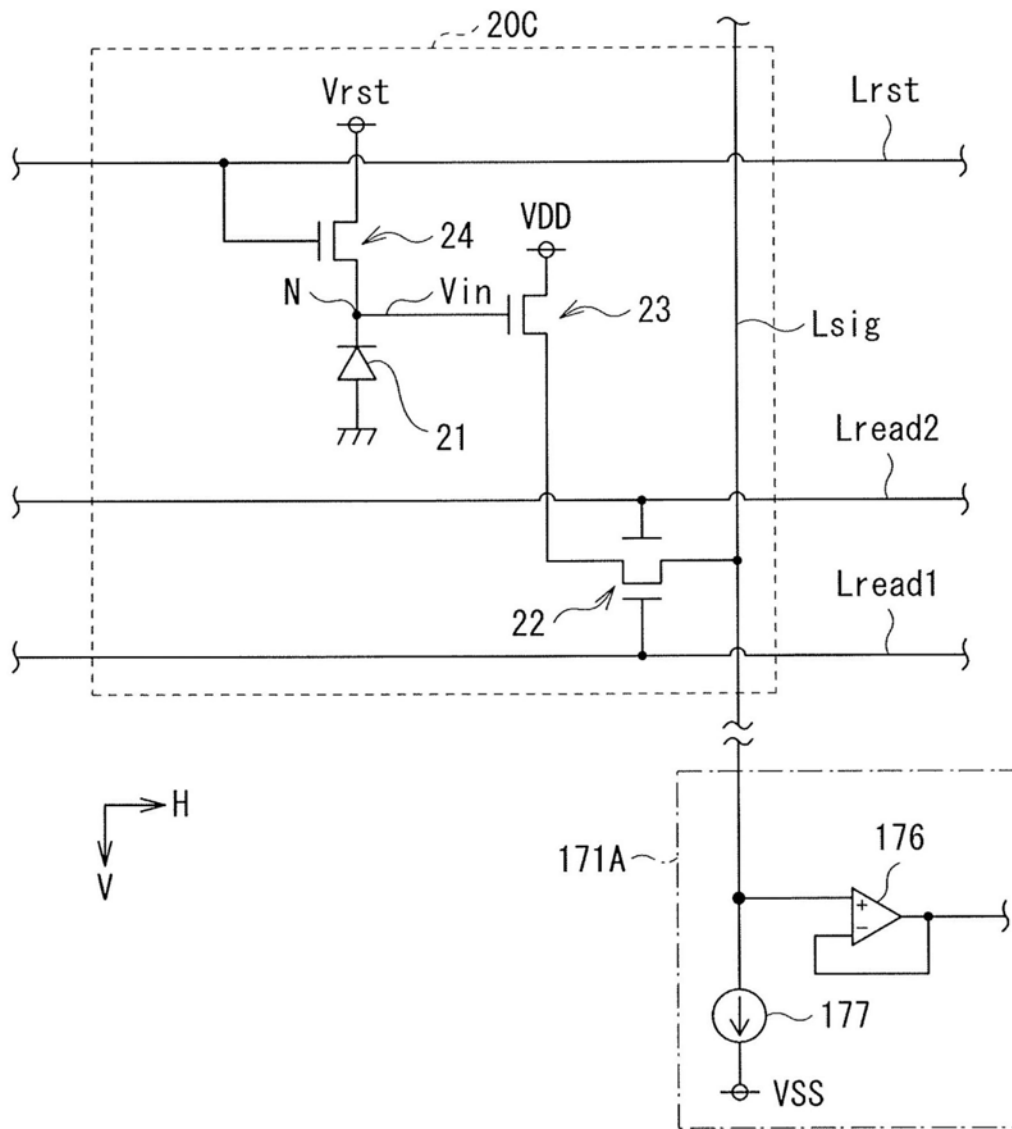 20C
Vrst
Lrst
VDD
24
N
Vin
23
Lsig
21
Lread2
22
Lread1
H
V
171A
176
+
−
177
VSS